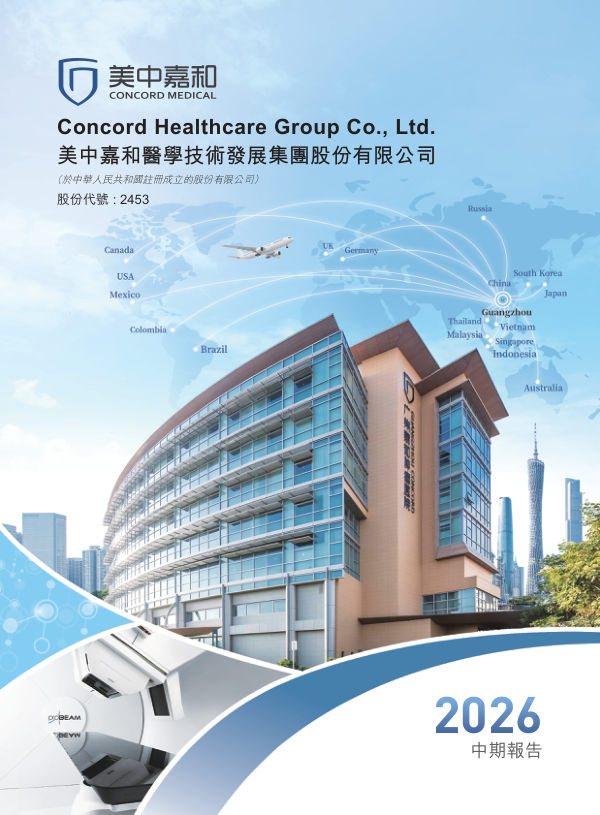 美中嘉和
CONCORD MEDICAL
Concord Healthcare Group Co., Ltd.
美中嘉和醫學技術發展集團股份有限公司
（於中華人民共和國註冊成立的股份有限公司）
股份代號 : 2453
Russia
Canada
UK
Germany
USA
South Korea
China
Mexico
Japan
Guangzhou
Thailand
Colombia
Vietnam
Malaysia
Singapore
Brazil
Indonesia
Australia
proBEAM
2026
中期報告